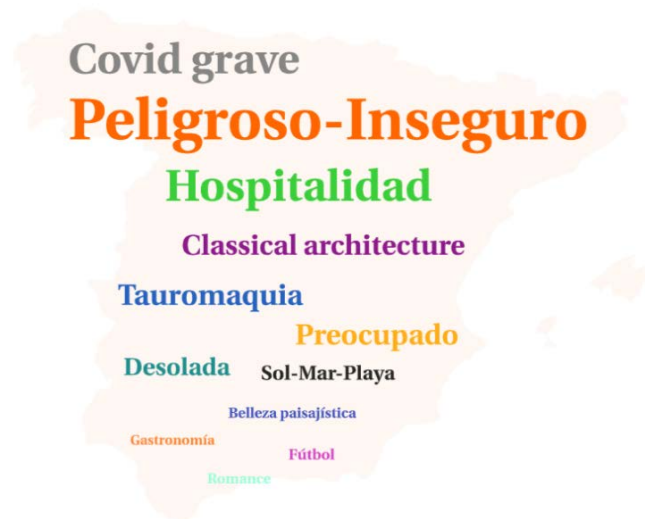 Covid grave
Peligroso-Inseguro
Hospitalidad
Classical architecture
Tauromaquia
Preocupado
Desolada
Sol-Mar-Playa
Belleza paisajística
Gastronomía
Fútbol
Romance